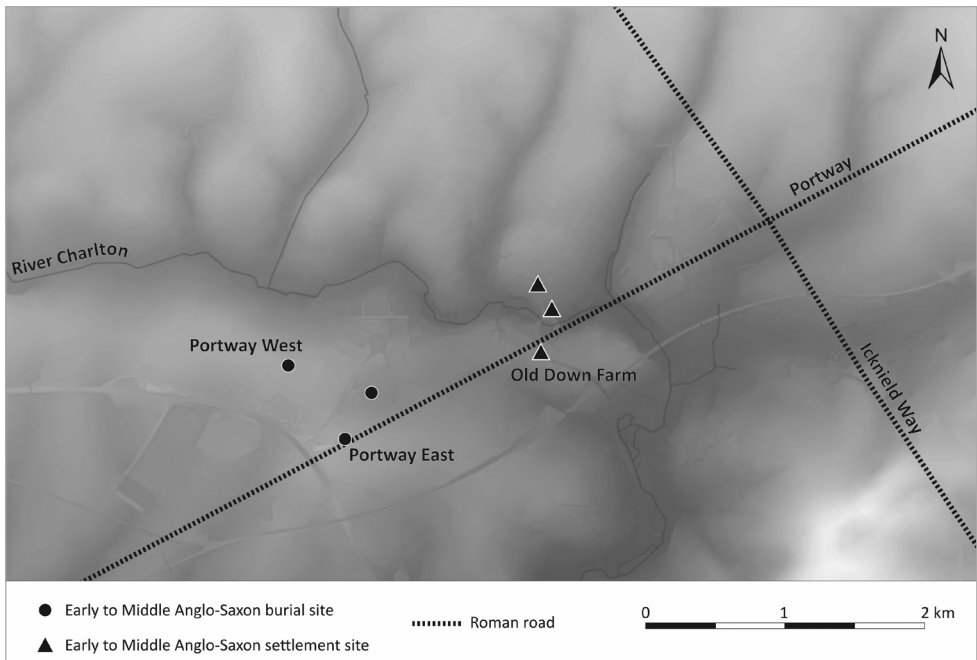 N
Portway
River Charlton
Portway West
Icknield Way
Old Down Farm
Portway East
Early to Middle Anglo-Saxon burial site
Early to Middle Anglo-Saxon settlement site
Roman road
0 1 2 km